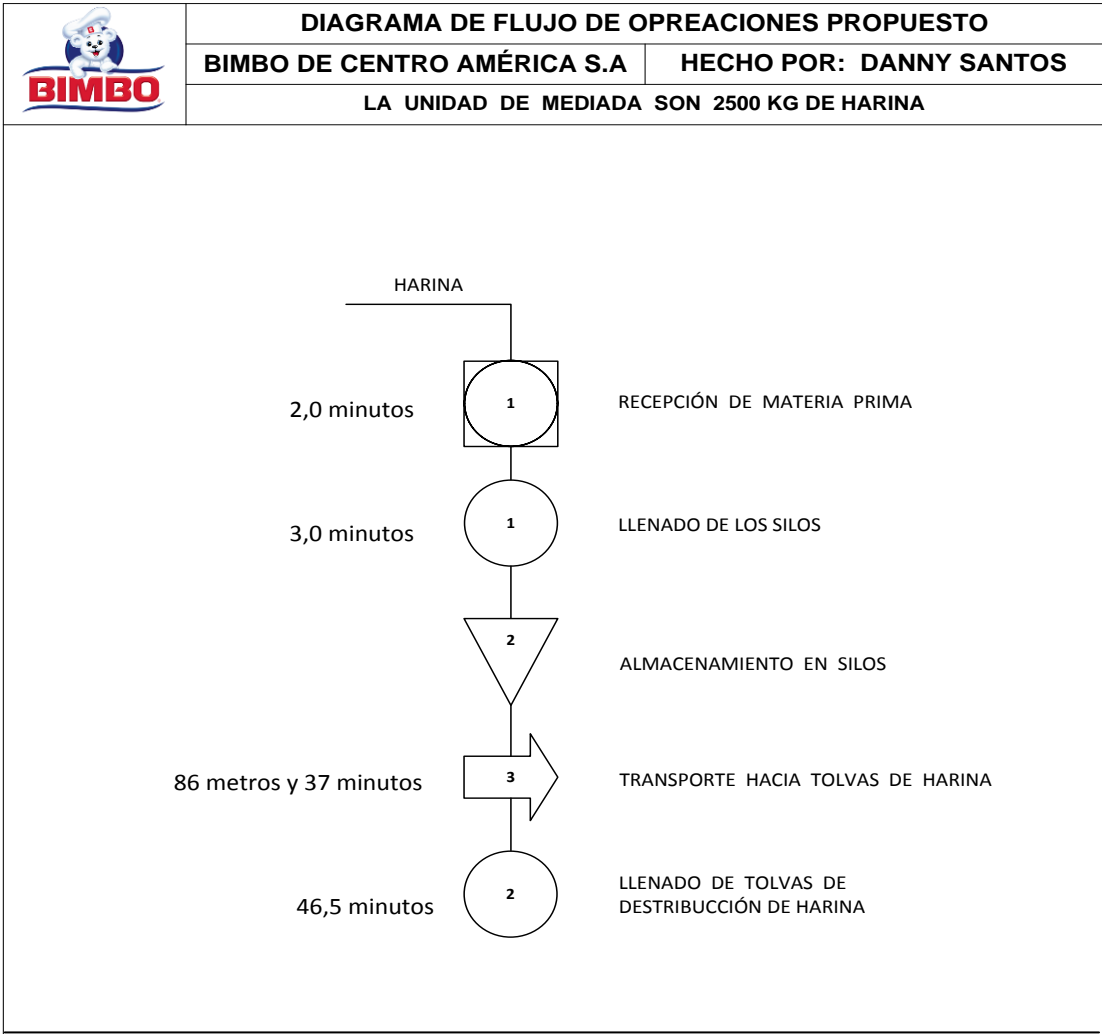 DIAGRAMA DE FLUJO DE OPREACIONES PROPUESTO
BIMBO
BIMBO DE CENTRO AMÉRICA S.A
HECHO POR: DANNY SANTOS
LA UNIDAD DE MEDIADA SON 2500 KG DE HARINA
HARINA
2,0 minutos
1
RECEPCIÓN DE MATERIA PRIMA
3,0 minutos
1
LLENADO DE LOS SILOS
2
ALMACENAMIENTO EN SILOS
86 metros y 37 minutos
3
TRANSPORTE HACIA TOLVAS DE HARINA
46,5 minutos
2
LLENADO DE TOLVAS DE
DESTRIBUCCIÓN DE HARINA